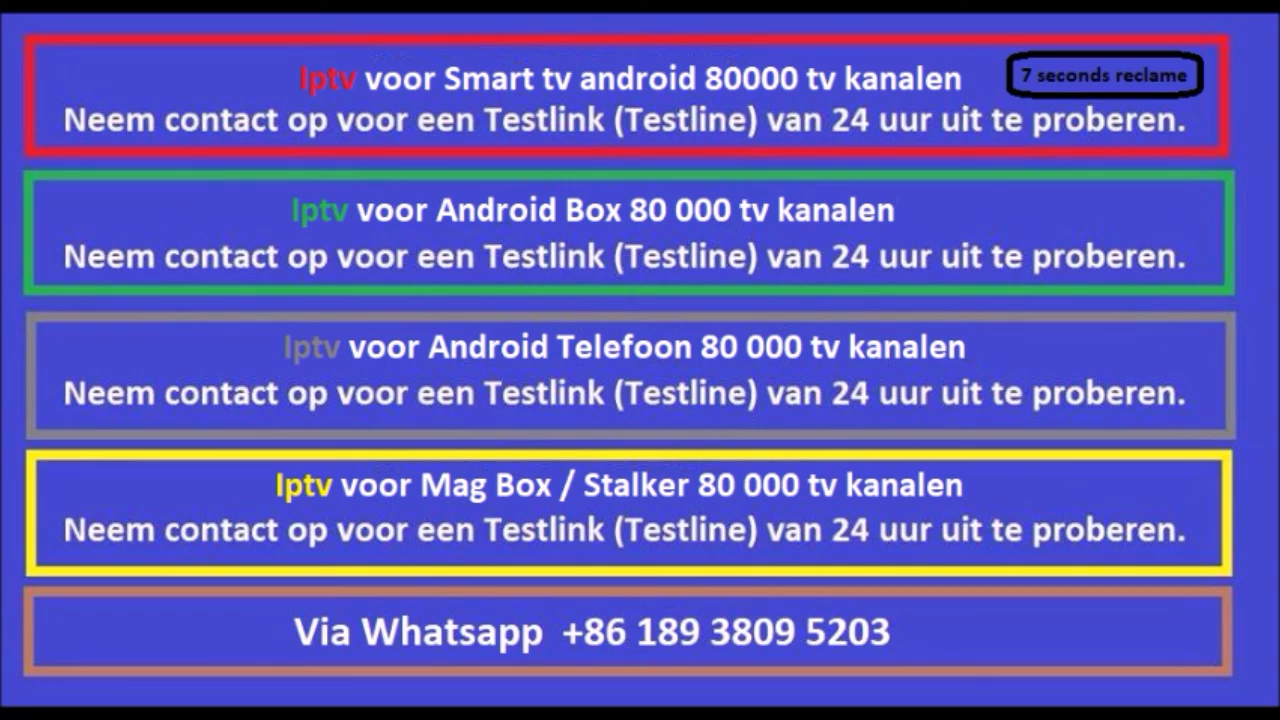 Iptv voor Smart tv android 80000 tv kanalen
7 seconds reclame
Neem contact op voor een Testlink (Testline) van 24 uur uit te proberen.
Iptv voor Android Box 80 000 tv kanalen
Neem contact op voor een Testlink (Testline) van 24 uur uit te proberen.
Iptv voor Android Telefoon 80 000 tv kanalen
Neem contact op voor een Testlink (Testline) van 24 uur uit te proberen.
Iptv voor Mag Box / Stalker 80 000 tv kanalen
Neem contact op voor een Testlink (Testline) van 24 uur uit te proberen.
Via Whatsapp +86 189 3809 5203